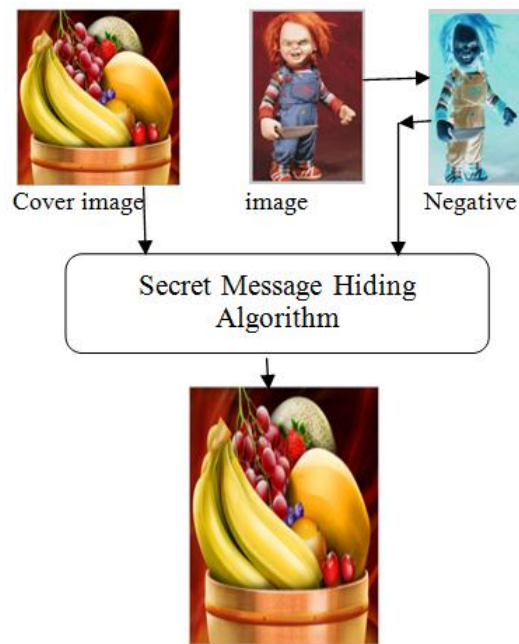 Cover image
image
Negative
Secret Message Hiding
Algorithm